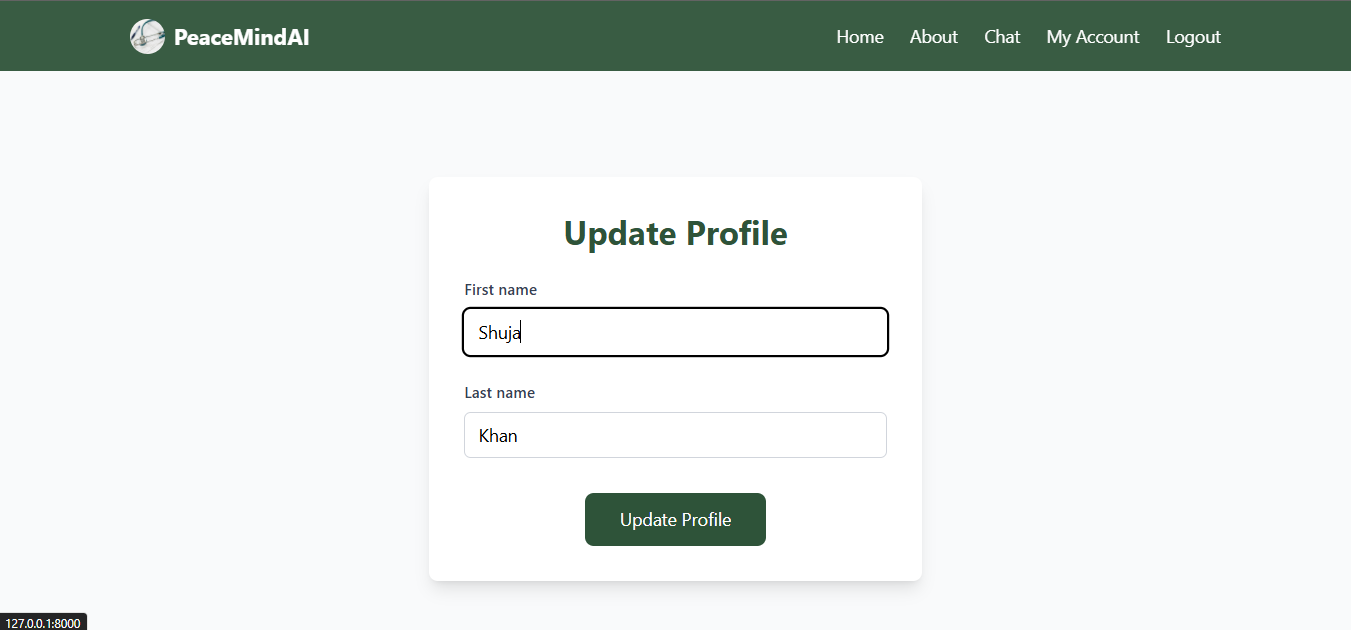 PeaceMindAI Home About Chat My Account Logout
Update Profile
First name
Shuja
Last name
Khan
Update Profile
127.0.0.1:8000